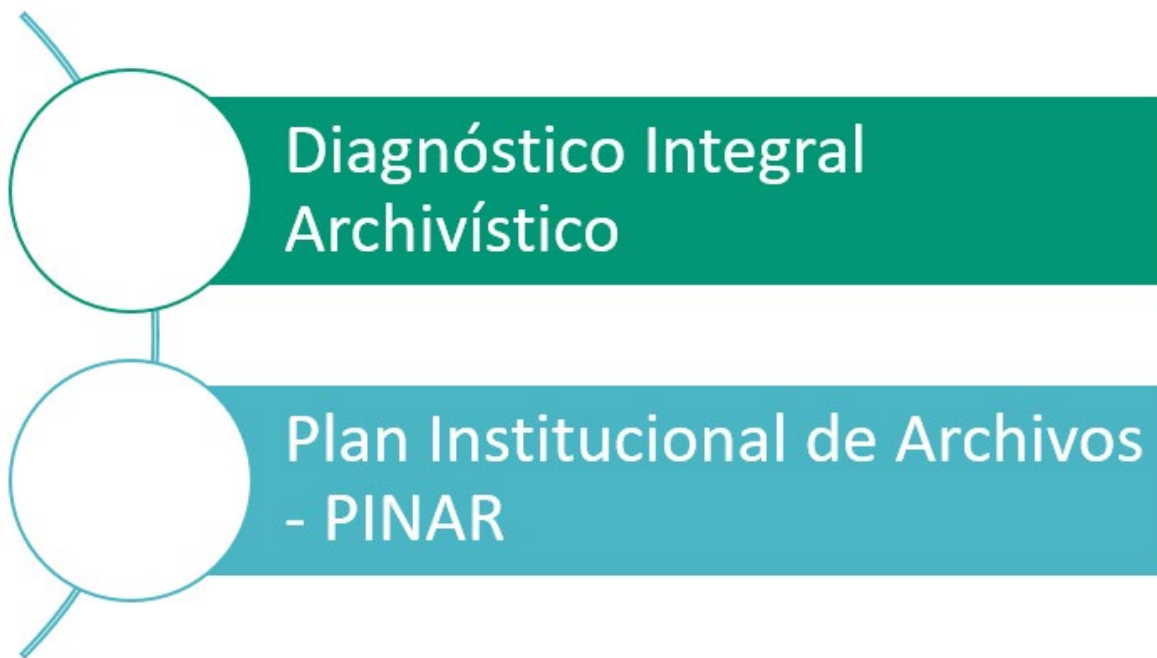 Diagnóstico Integral
Archivístico
Plan Institucional de Archivos
- PINAR